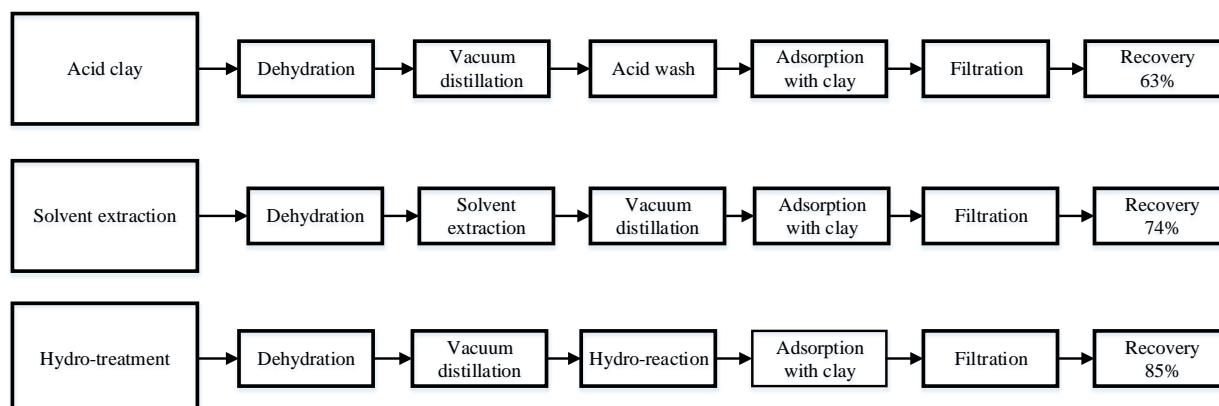 Acid clay
Dehydration
Vacuum
distillation
Acid wash
Adsorption
with clay
Filtration
Recovery
63%
Solvent extraction
Dehydration
Solvent
extraction
Vacuum
distillation
Adsorption
with clay
Filtration
Recovery
74%
Hydro-treatment
Dehydration
Vacuum
distillation
Hydro-reaction
Adsorption
with clay
Filtration
Recovery
85%